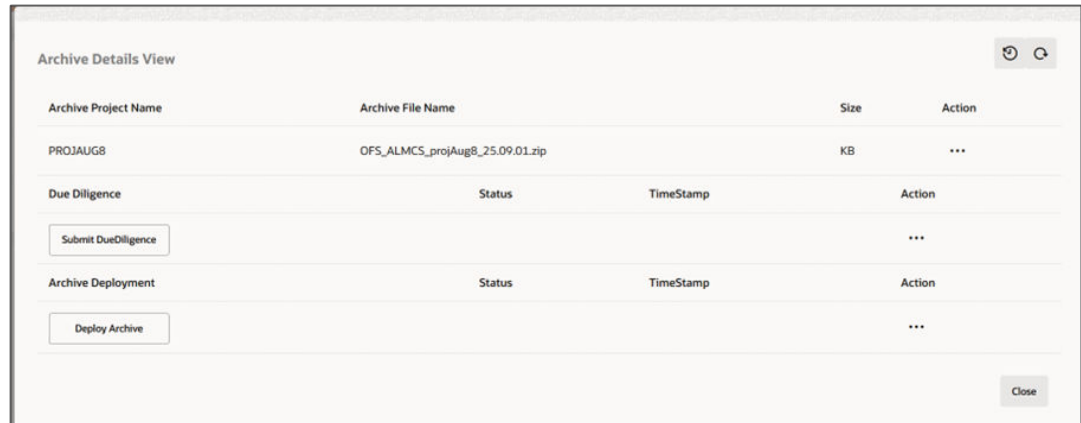 Archive Details View
Archive Project Name Archive File Name Size Action
PROJAUG8 OFS_ALMCS_projAug8_25.09.01.zip KB ...
Due Diligence Status TimeStamp Action
Submit DueDiligence ...
Archive Deployment Status TimeStamp Action
Deploy Archive ...
Close